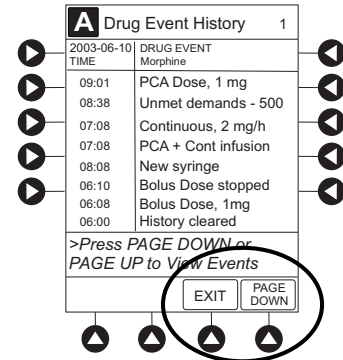 A Drug Event History 1
2003-06-10 DRUG EVENT
TIME Morphine
09:01 PCA Dose, 1 mg
08:38 Unmet demands - 500
07:08 Continuous, 2 mg/h
07:08 PCA + Cont infusion
08:08 New syringe
06:10 Bolus Dose stopped
06:08 Bolus Dose, 1mg
06:00 History cleared
>Press PAGE DOWN or
PAGE UP to View Events
EXIT PAGE
DOWN